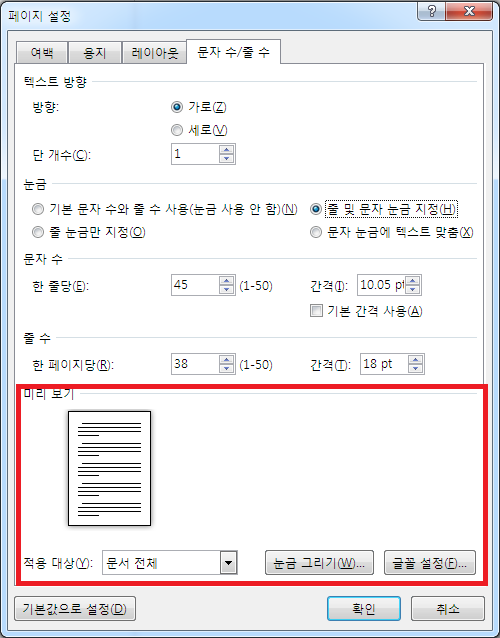 페이지 설정
여백 용지 레이아웃 문자 수/줄 수
텍스트 방향
방향: 가로(Z)
세로(V)
단 개수(C): 1
눈금
기본 문자 수와 줄 수 사용(눈금 사용 안 함)(N) 줄 및 문자 눈금 지정(H)
줄 눈금만 지정(O) 문자 눈금에 텍스트 맞춤(X)
문자 수
한 줄당(E): 45 (1-50) 간격(I): 10.05 pt
기본 간격 사용(A)
줄 수
한 페이지당(R): 38 (1-50) 간격(T): 18 pt
미리 보기
적용 대상(Y): 문서 전체 눈금 그리기(W)... 글꼴 설정(F)...
기본값으로 설정(D) 확인 취소